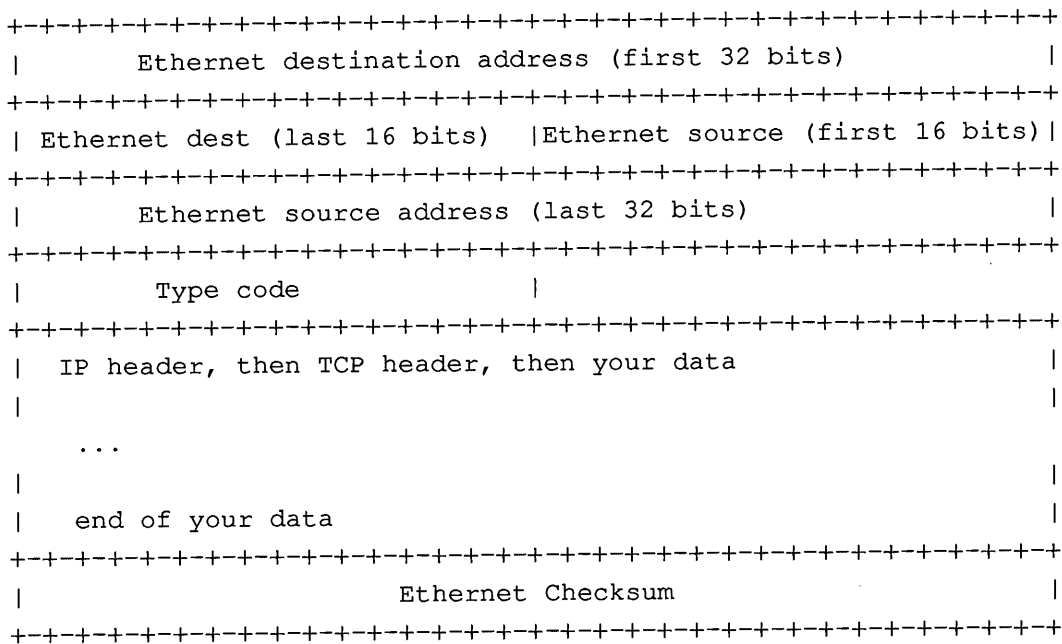 +-+-+-+-+-+-+-+-+-+-+-+-+-+-+-+-+-+-+-+-+-+-+-+-+-+-+-+-+-+-+-+-+
|       Ethernet destination address (first 32 bits)            |
+-+-+-+-+-+-+-+-+-+-+-+-+-+-+-+-+-+-+-+-+-+-+-+-+-+-+-+-+-+-+-+-+
| Ethernet dest (last 16 bits)  |Ethernet source (first 16 bits)|
+-+-+-+-+-+-+-+-+-+-+-+-+-+-+-+-+-+-+-+-+-+-+-+-+-+-+-+-+-+-+-+-+
|       Ethernet source address (last 32 bits)                  |
+-+-+-+-+-+-+-+-+-+-+-+-+-+-+-+-+-+-+-+-+-+-+-+-+-+-+-+-+-+-+-+-+
|        Type code              |
+-+-+-+-+-+-+-+-+-+-+-+-+-+-+-+-+-+-+-+-+-+-+-+-+-+-+-+-+-+-+-+-+
|  IP header, then TCP header, then your data                   |
|                                                               |
    ...
|                                                               |
|   end of your data                                            |
+-+-+-+-+-+-+-+-+-+-+-+-+-+-+-+-+-+-+-+-+-+-+-+-+-+-+-+-+-+-+-+-+
|                       Ethernet Checksum                       |
+-+-+-+-+-+-+-+-+-+-+-+-+-+-+-+-+-+-+-+-+-+-+-+-+-+-+-+-+-+-+-+-+